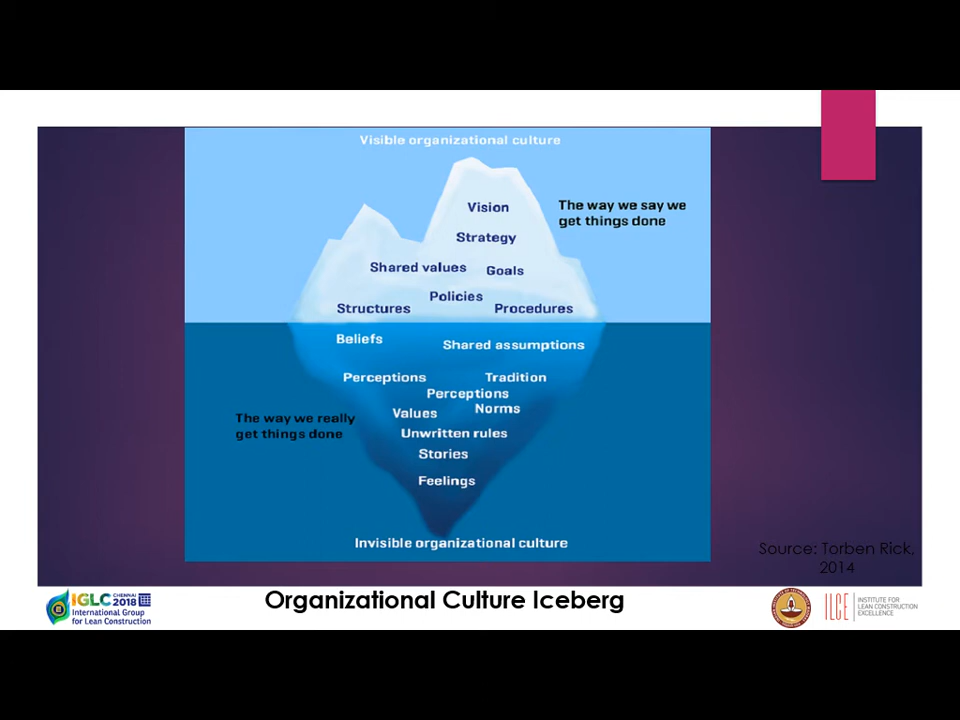 Visible organizational culture
Vision
The way we say we
get things done
Strategy
Shared values
Goals
Policies
Structures
Procedures
Beliefs
Shared assumptions
Perceptions
Tradition
Perceptions
Norms
Values
The way we really
get things done
Unwritten rules
Stories
Feelings
Invisible organizational culture
Source: Torben Rick,
2014
IGLC CHENNAI 2018
International Group
for Lean Construction
Organizational Culture Iceberg
ILCE
INSTITUTE FOR
LEAN CONSTRUCTION
EXCELLENCE